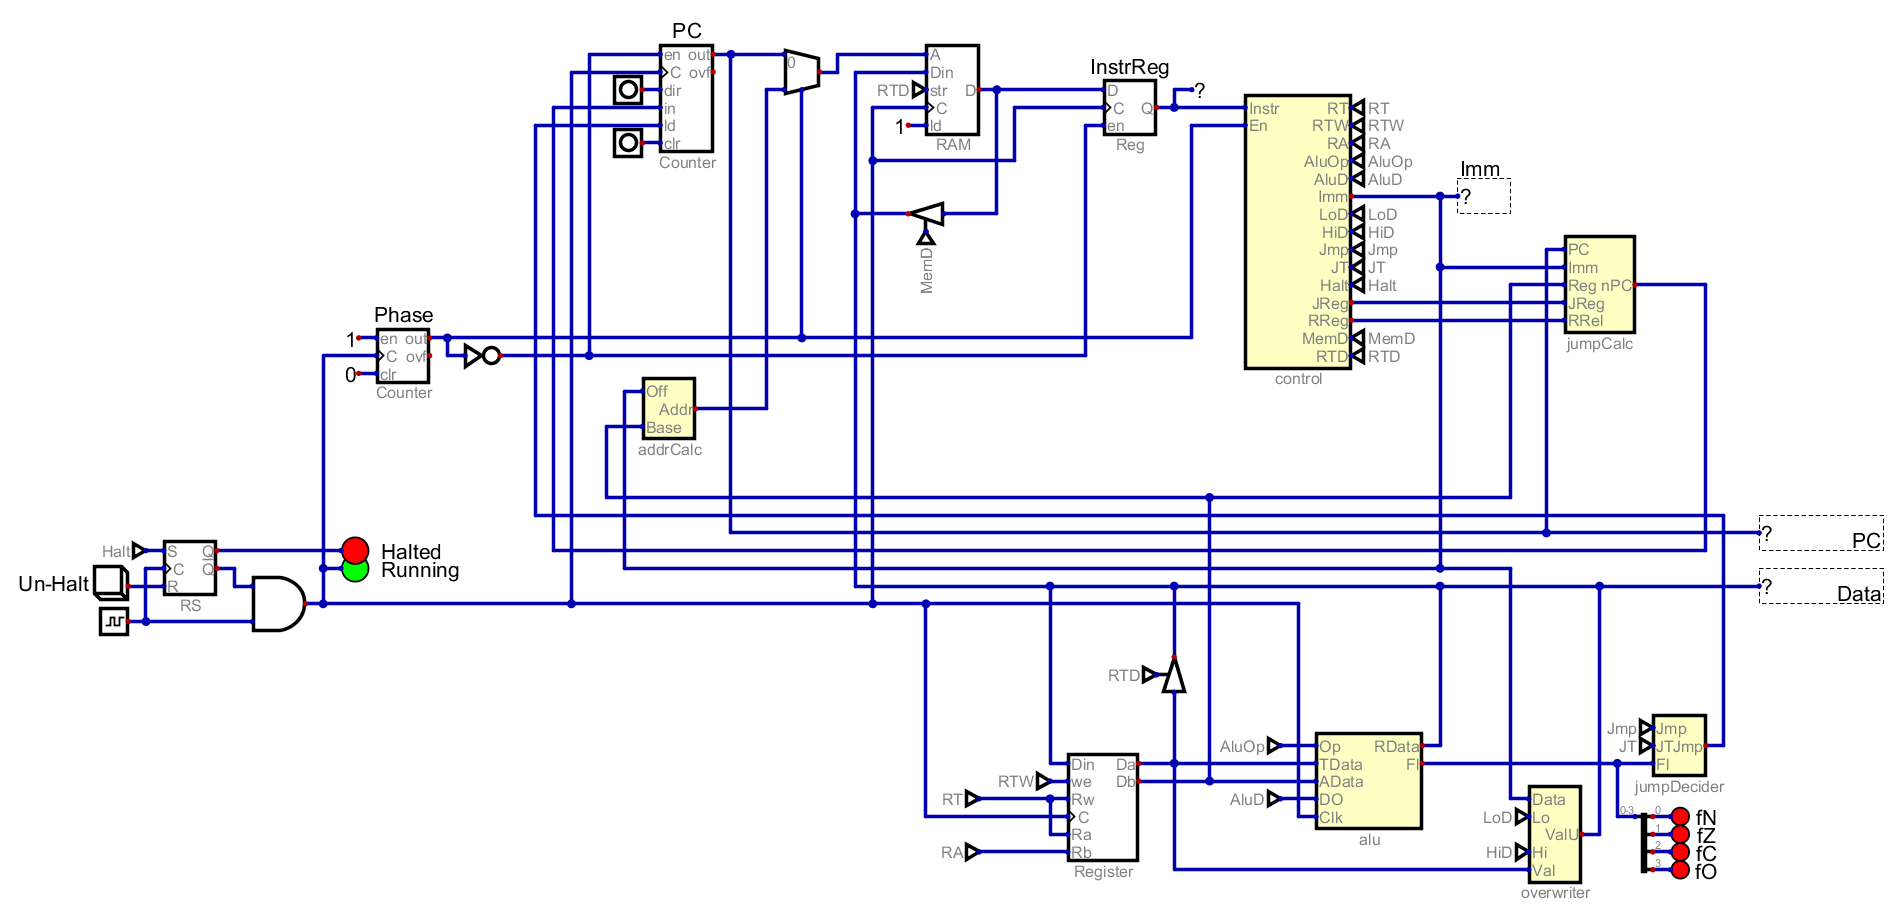 PC
en out
C ovf
dir
in
ld
clr
Counter
0
A
Din
RTD
str D
C
1
ld
RAM
MemD
InstrReg
D
C Q
en
Reg
?
Instr
En
RT RT
RTW RTW
RA RA
AluOp AluOp
AluD AluD
Imm
LoD LoD
HiD HiD
Jmp Jmp
JT JT
Halt Halt
JReg
RReg
MemD MemD
RTD RTD
control
Imm
?
PC
Imm
Reg nPC
JReg
RRel
jumpCalc
Phase
1
en out
C ovf
0
clr
Counter
Off
Addr
Base
addrCalc
Halt
S Q
C Q
R
RS
Un-Halt
Halted
Running
?
PC
?
Data
RTD
Din Da
RTW
we Db
RT
Rw
C
Ra
RA
Rb
Register
AluOp
Op RData
TData Fl
AData
AluD
DO
Clk
alu
Data
LoD
Lo
ValU
HiD
Hi
Val
overwriter
Jmp
Jmp
JT
JTJmp
Fl
jumpDecider
0-3
0
fN
1
fZ
2
fC
3
fO